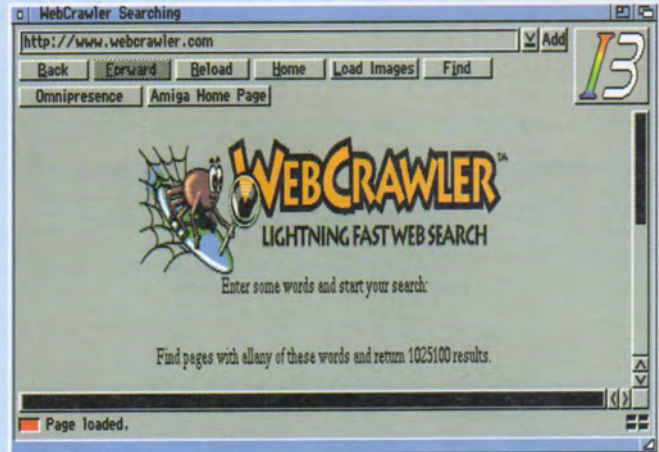 WebCrawler Searching
http://www.webcrawler.com
Add
Back Forward Reload Home Load Images Find
Omnipresence Amiga Home Page
IB
WEBCRAWLER™
LIGHTNING FAST WEB SEARCH
Enter some words and start your search:
Find pages with allany of these words and return 1025100 results.
Page loaded.